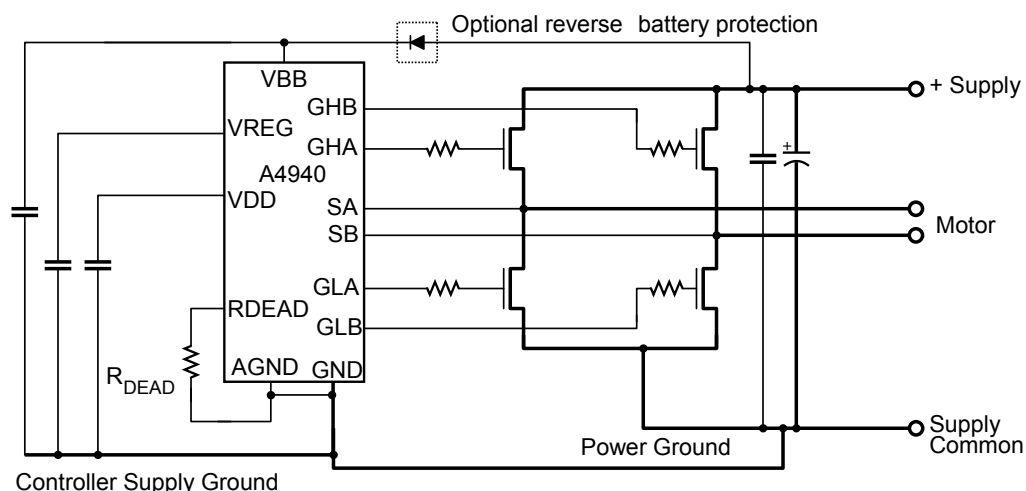 Optional reverse battery protection
VBB
GHB
+ Supply
VREG
GHA
A4940
VDD
SA
SB
Motor
GLA
RDEAD
GLB
AGND
GND
RDEAD
+
Power Ground
Supply
Common
Controller Supply Ground